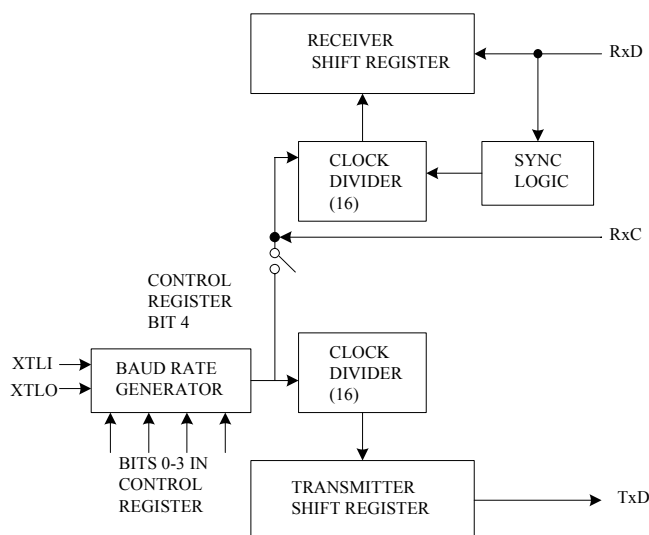 RECEIVER
SHIFT REGISTER
RxD
CLOCK
DIVIDER
(16)
SYNC
LOGIC
RxC
CONTROL
REGISTER
BIT 4
XTLI
XTLO
BAUD RATE
GENERATOR
CLOCK
DIVIDER
(16)
BITS 0-3 IN
CONTROL
REGISTER
TRANSMITTER
SHIFT REGISTER
TxD